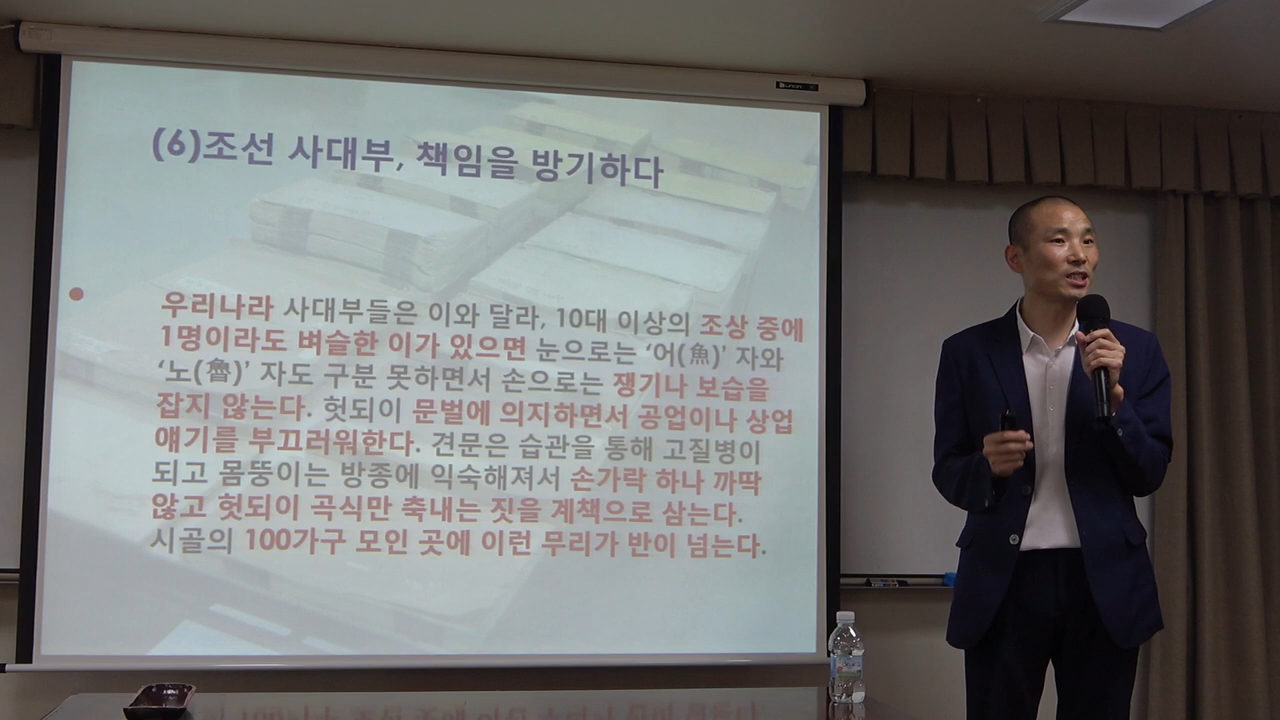 (6)조선 사대부, 책임을 방기하다
우리나라 사대부들은 이와 달라, 10대 이상의 조상 중에
1명이라도 벼슬한 이가 있으면 눈으로는 ‘어(魚)’ 자와
‘노(魯)’ 자도 구분 못하면서 손으로는 쟁기나 보습을
잡지 않는다. 헛되이 문벌에 의지하면서 공업이나 상업
얘기를 부끄러워한다. 견문은 습관을 통해 고질병이
되고 몸뚱이는 방종에 익숙해져서 손가락 하나 까딱
않고 헛되이 곡식만 축내는 짓을 계책으로 삼는다.
시골의 100가구 모인 곳에 이런 무리가 반이 넘는다.